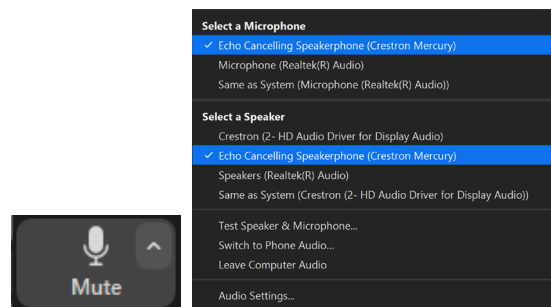 Select a Microphone
✓ Echo Cancelling Speakerphone (Crestron Mercury)
Microphone (Realtek(R) Audio)
Same as System (Microphone (Realtek(R) Audio))
Select a Speaker
Crestron (2- HD Audio Driver for Display Audio)
✓ Echo Cancelling Speakerphone (Crestron Mercury)
Speakers (Realtek(R) Audio)
Same as System (Crestron (2- HD Audio Driver for Display Audio))
Test Speaker & Microphone...
Switch to Phone Audio...
Leave Computer Audio
Audio Settings...
Mute